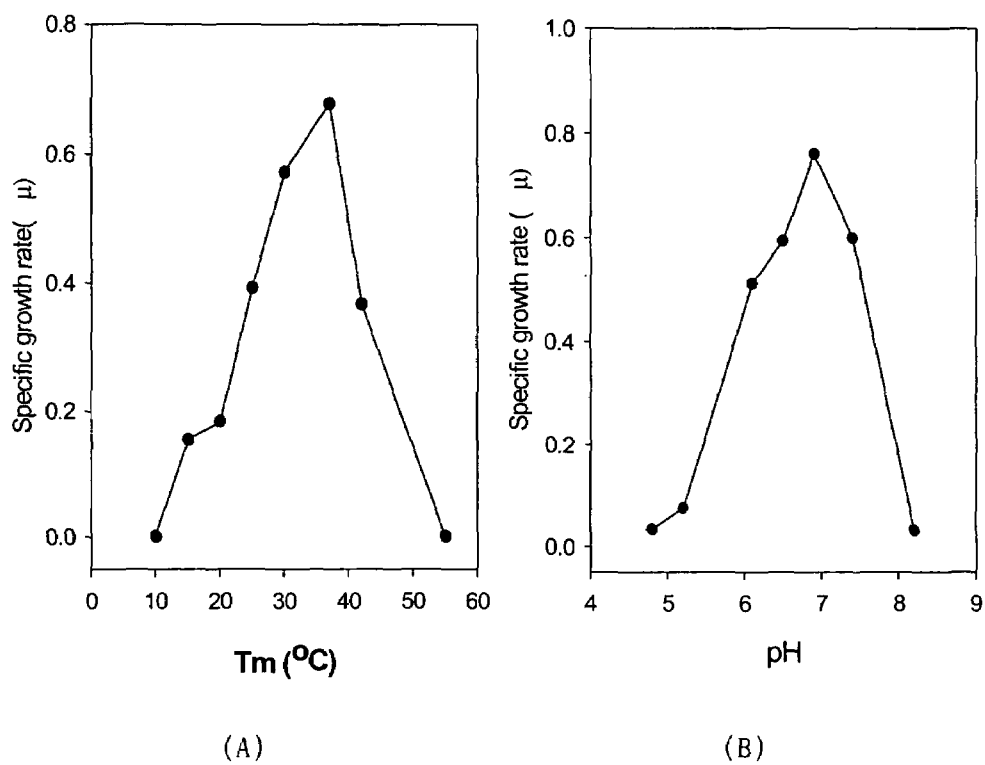 Specific growth rate( μ)
0.8
0.6
0.4
0.2
0.0
0 10 20 30 40 50 60
Tm (ºC)
(A)
Specific growth rate ( μ)
1.0
0.8
0.6
0.4
0.2
0.0
4 5 6 7 8 9
pH
(B)